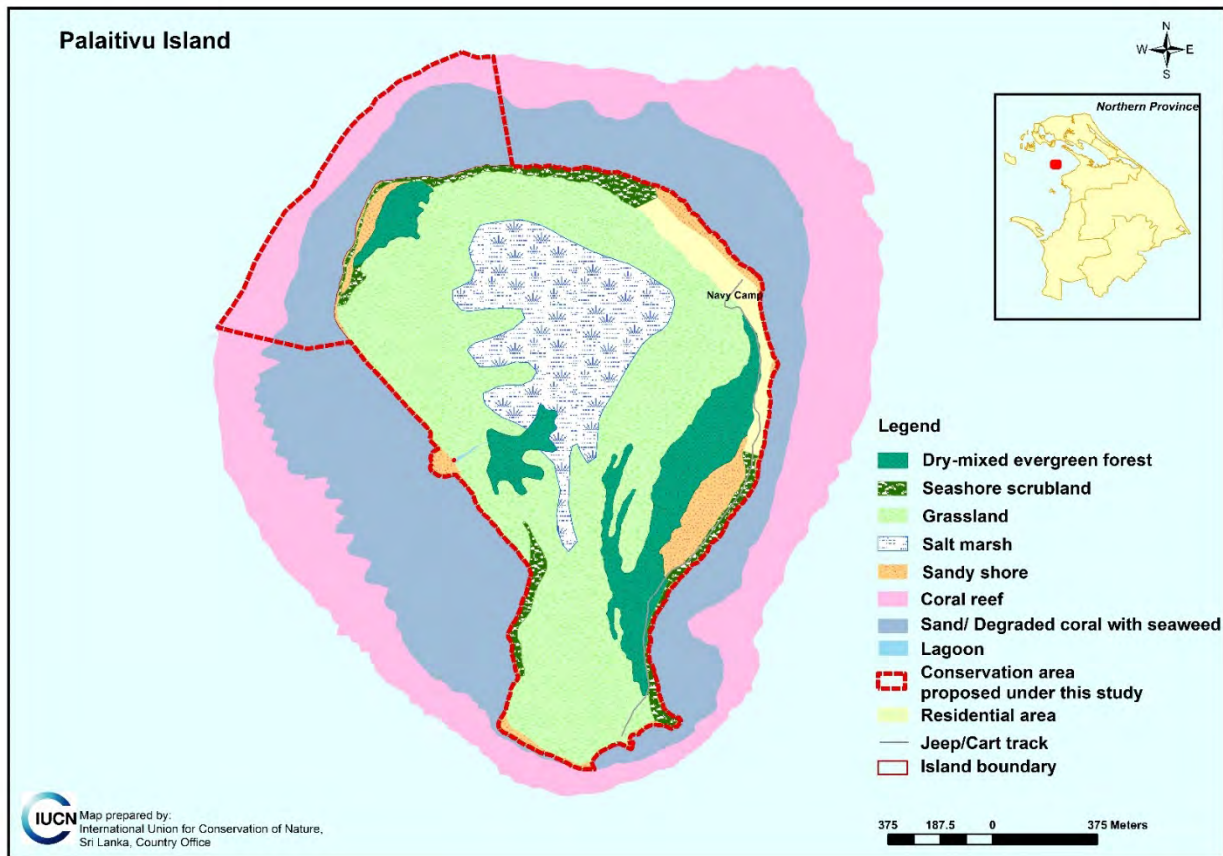 Palaitivu Island
N
W E
S
Northern Province
Navy Camp
Legend
Dry-mixed evergreen forest
Seashore scrubland
Grassland
Salt marsh
Sandy shore
Coral reef
Sand/ Degraded coral with seaweed
Lagoon
Conservation area
proposed under this study
Residential area
Jeep/Cart track
Island boundary
IUCN
Map prepared by:
International Union for Conservation of Nature,
Sri Lanka, Country Office
375 187.5 0 375 Meters